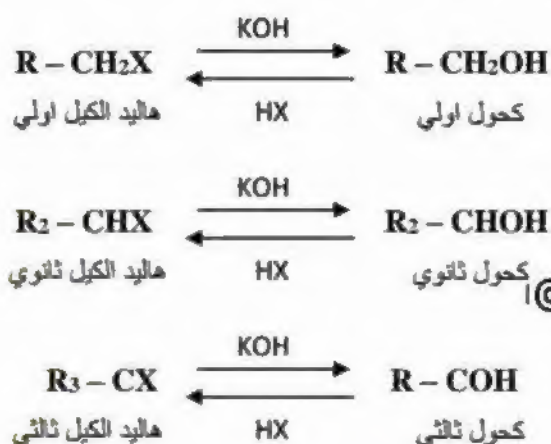 KOH
R – CH₂X R – CH₂OH
هاليد الكيل اولي HX كحول اولي
KOH
R₂ – CHX R₂ – CHOH
هاليد الكيل ثانوي HX كحول ثانوي
KOH
R₃ – CX R – COH
هاليد الكيل ثالثي HX كحول ثالثي